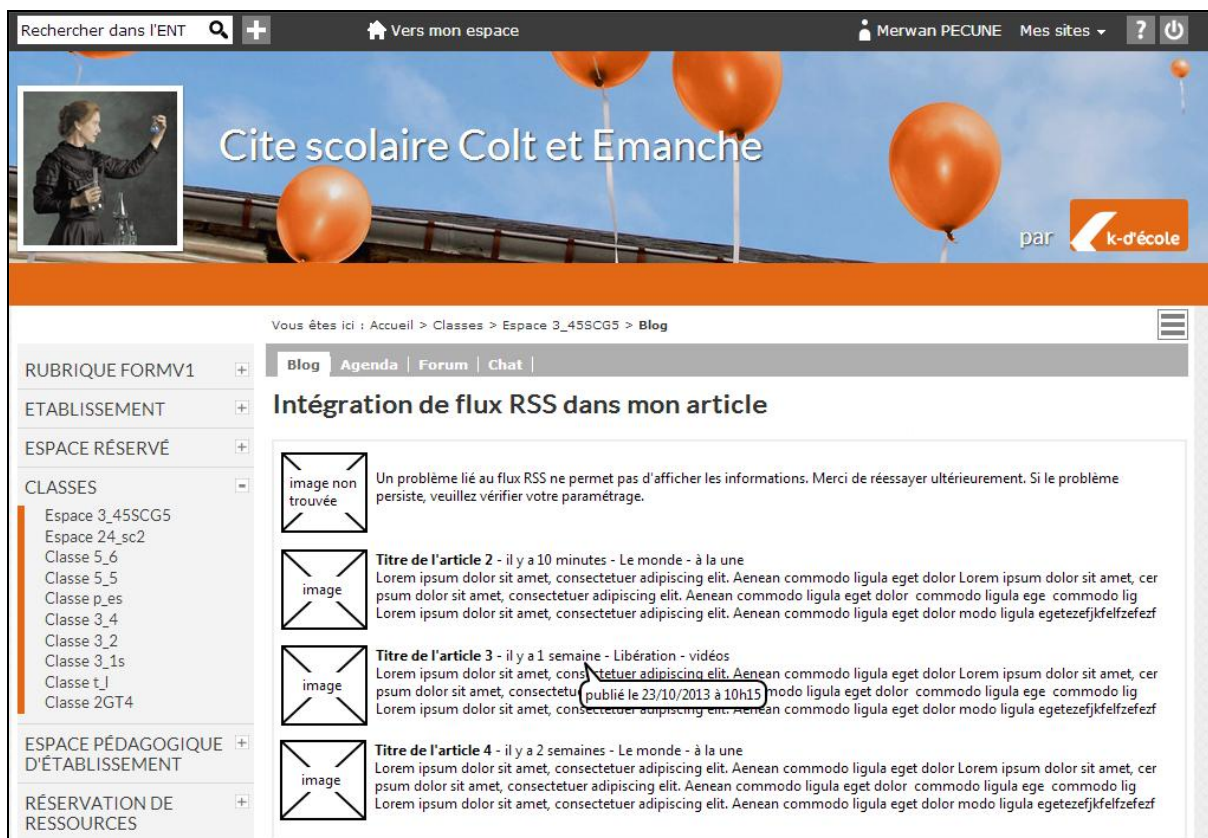 Rechercher dans l'ENT
Vers mon espace
Merwan PECUNE
Mes sites
?
Cite scolaire Colt et Emanche
par
k-d'école
Vous êtes ici : Accueil > Classes > Espace 3_45SCG5 > Blog
RUBRIQUE FORMV1
ETABLISSEMENT
ESPACE RÉSERVÉ
CLASSES
Espace 3_45SCG5
Espace 24_sc2
Classe 5_6
Classe 5_5
Classe p_es
Classe 3_4
Classe 3_2
Classe 3_1s
Classe t_l
Classe 2GT4
ESPACE PÉDAGOGIQUE
D'ÉTABLISSEMENT
RÉSERVATION DE
RESSOURCES
Blog | Agenda | Forum | Chat |
Intégration de flux RSS dans mon article
image non
trouvée
Un problème lié au flux RSS ne permet pas d'afficher les informations. Merci de réessayer ultérieurement. Si le problème
persiste, veuillez vérifier votre paramétrage.
image
Titre de l'article 2 - il y a 10 minutes - Le monde - à la une
Lorem ipsum dolor sit amet, consectetuer adipiscing elit. Aenean commodo ligula eget dolor Lorem ipsum dolor sit amet, cer
psum dolor sit amet, consectetuer adipiscing elit. Aenean commodo ligula eget dolor commodo ligula ege commodo lig
Lorem ipsum dolor sit amet, consectetuer adipiscing elit. Aenean commodo ligula eget dolor modo ligula egetezefjkfelfzefezf
image
Titre de l'article 3 - il y a 1 semaine - Libération - vidéos
Lorem ipsum dolor sit amet, consectetuer adipiscing elit. Aenean commodo ligula eget dolor Lorem ipsum dolor sit amet, cer
psum dolor sit amet, consectetu publié le 23/10/2013 à 10h15 modo ligula eget dolor commodo ligula ege commodo lig
Lorem ipsum dolor sit amet, consectetuer adipiscing elit. Aenean commodo ligula eget dolor modo ligula egetezefjkfelfzefezf
image
Titre de l'article 4 - il y a 2 semaines - Le monde - à la une
Lorem ipsum dolor sit amet, consectetuer adipiscing elit. Aenean commodo ligula eget dolor Lorem ipsum dolor sit amet, cer
psum dolor sit amet, consectetuer adipiscing elit. Aenean commodo ligula eget dolor commodo ligula ege commodo lig
Lorem ipsum dolor sit amet, consectetuer adipiscing elit. Aenean commodo ligula eget dolor modo ligula egetezefjkfelfzefezf